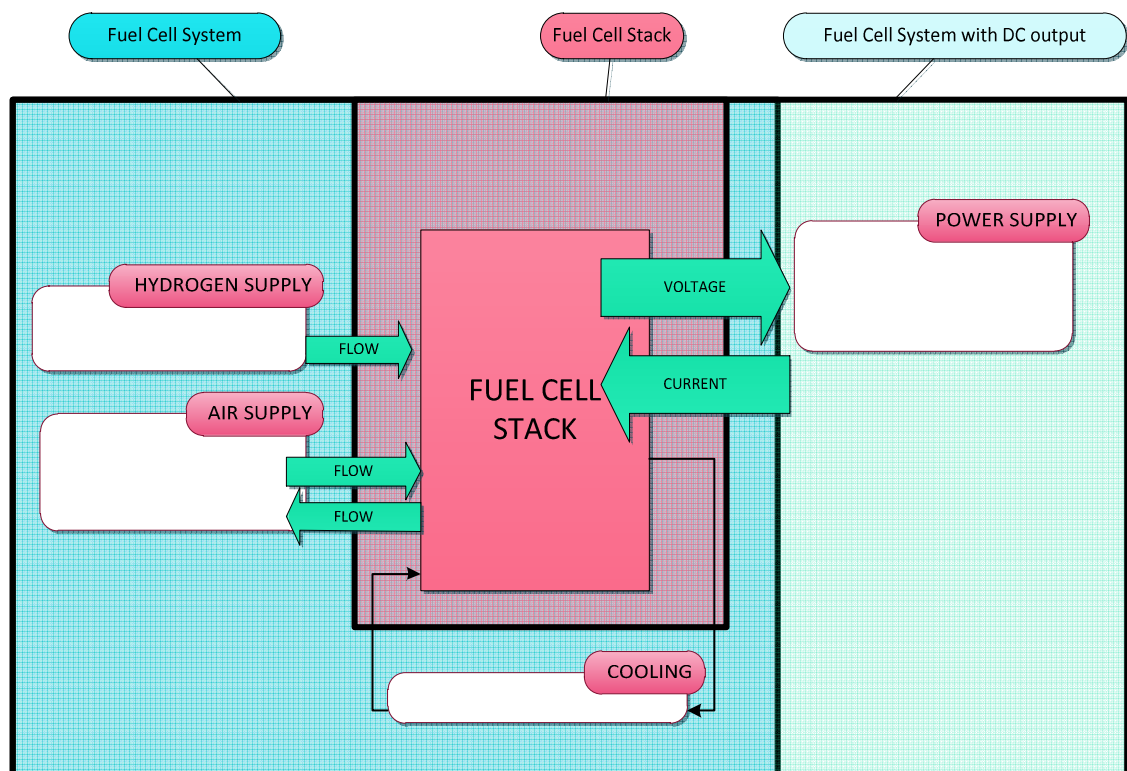 Fuel Cell System
Fuel Cell Stack
Fuel Cell System with DC output
POWER SUPPLY
HYDROGEN SUPPLY
VOLTAGE
FLOW
CURRENT
FUEL CELL
STACK
AIR SUPPLY
FLOW
FLOW
COOLING